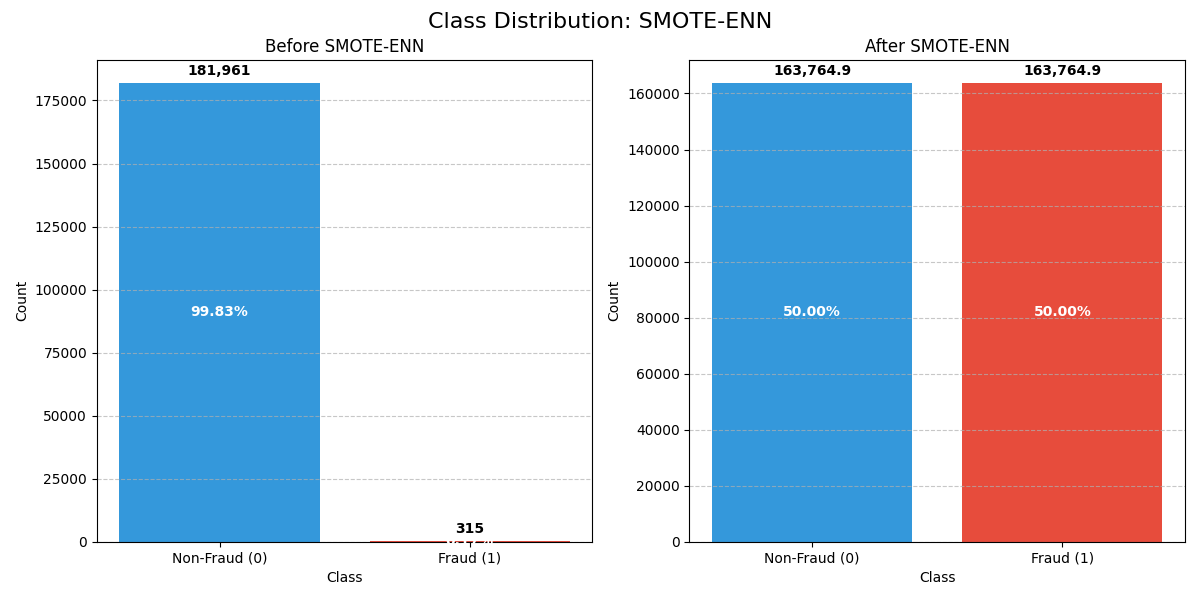 Class Distribution: SMOTE-ENN
Before SMOTE-ENN
181,961
175000
150000
125000
100000
75000
50000
25000
0
Count
99.83%
315
Non-Fraud (0)
Fraud (1)
Class
After SMOTE-ENN
163,764.9
163,764.9
160000
140000
120000
100000
80000
60000
40000
20000
0
Count
50.00%
50.00%
Non-Fraud (0)
Fraud (1)
Class